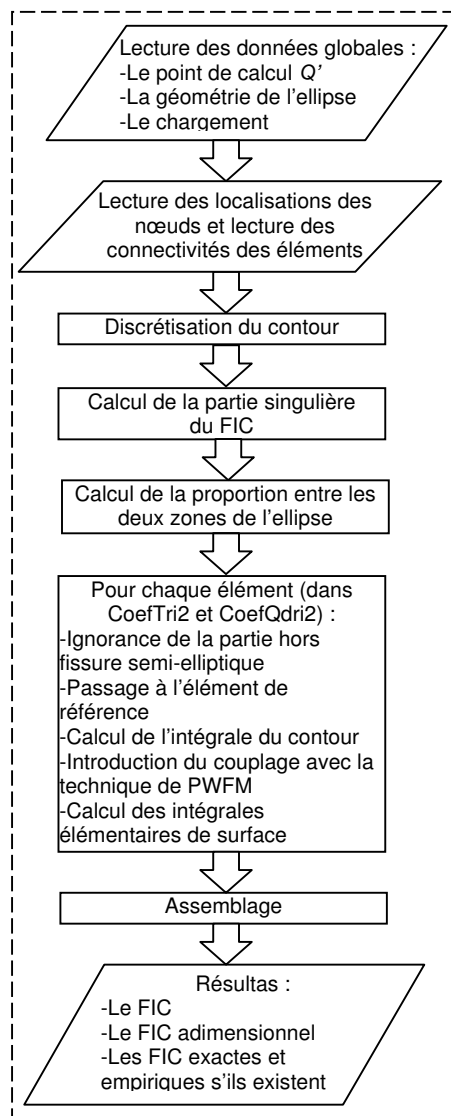 Lecture des données globales :
-Le point de calcul Q’
-La géométrie de l’ellipse
-Le chargement
Lecture des localisations des
nœuds et lecture des
connectivités des éléments
Discrétisation du contour
Calcul de la partie singulière
du FIC
Calcul de la proportion entre les
deux zones de l’ellipse
Pour chaque élément (dans
CoefTri2 et CoefQdri2) :
-Ignorance de la partie hors
fissure semi-elliptique
-Passage à l’élément de
référence
-Calcul de l’intégrale du contour
-Introduction du couplage avec la
technique de PWFM
-Calcul des intégrales
élémentaires de surface
Assemblage
Résultas :
-Le FIC
-Le FIC adimensionnel
-Les FIC exactes et
empiriques s’ils existent